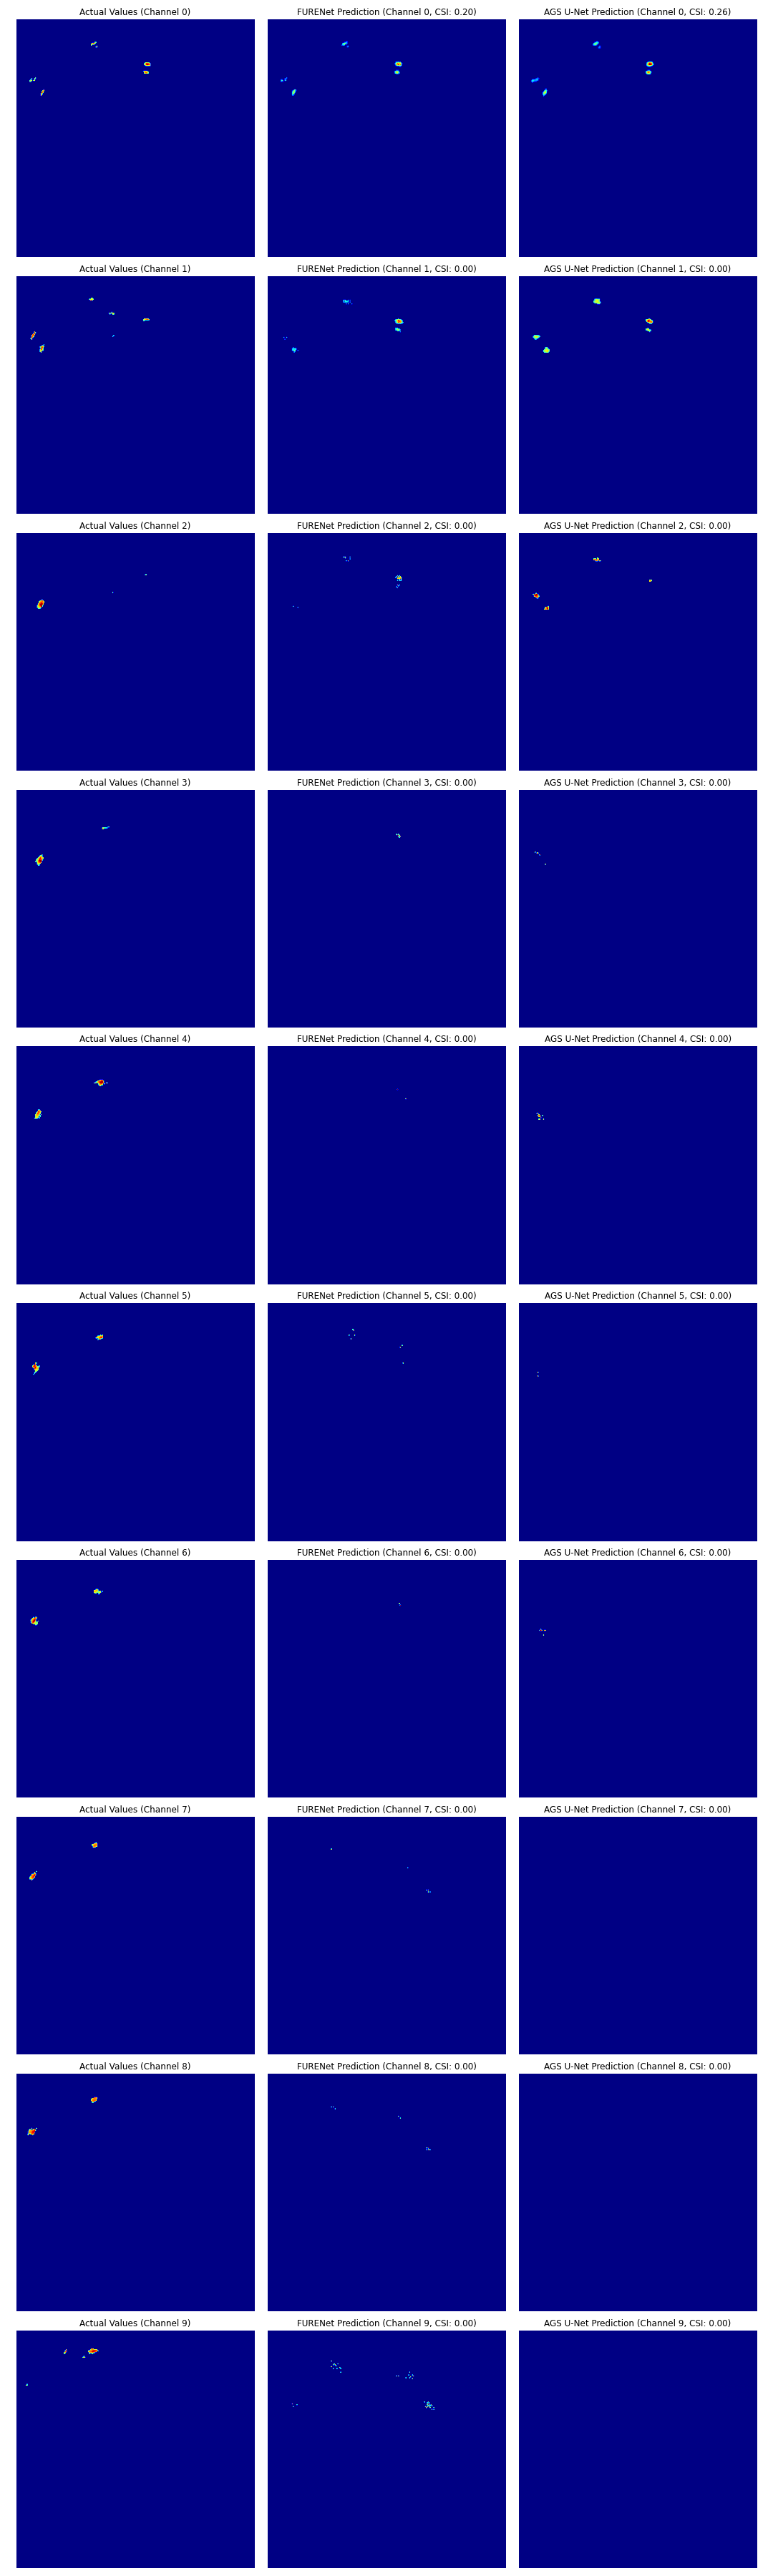 Actual Values (Channel 0)
FURENet Prediction (Channel 0, CSI: 0.20)
AGS U-Net Prediction (Channel 0, CSI: 0.26)
Actual Values (Channel 1)
FURENet Prediction (Channel 1, CSI: 0.00)
AGS U-Net Prediction (Channel 1, CSI: 0.00)
Actual Values (Channel 2)
FURENet Prediction (Channel 2, CSI: 0.00)
AGS U-Net Prediction (Channel 2, CSI: 0.00)
Actual Values (Channel 3)
FURENet Prediction (Channel 3, CSI: 0.00)
AGS U-Net Prediction (Channel 3, CSI: 0.00)
Actual Values (Channel 4)
FURENet Prediction (Channel 4, CSI: 0.00)
AGS U-Net Prediction (Channel 4, CSI: 0.00)
Actual Values (Channel 5)
FURENet Prediction (Channel 5, CSI: 0.00)
AGS U-Net Prediction (Channel 5, CSI: 0.00)
Actual Values (Channel 6)
FURENet Prediction (Channel 6, CSI: 0.00)
AGS U-Net Prediction (Channel 6, CSI: 0.00)
Actual Values (Channel 7)
FURENet Prediction (Channel 7, CSI: 0.00)
AGS U-Net Prediction (Channel 7, CSI: 0.00)
Actual Values (Channel 8)
FURENet Prediction (Channel 8, CSI: 0.00)
AGS U-Net Prediction (Channel 8, CSI: 0.00)
Actual Values (Channel 9)
FURENet Prediction (Channel 9, CSI: 0.00)
AGS U-Net Prediction (Channel 9, CSI: 0.00)